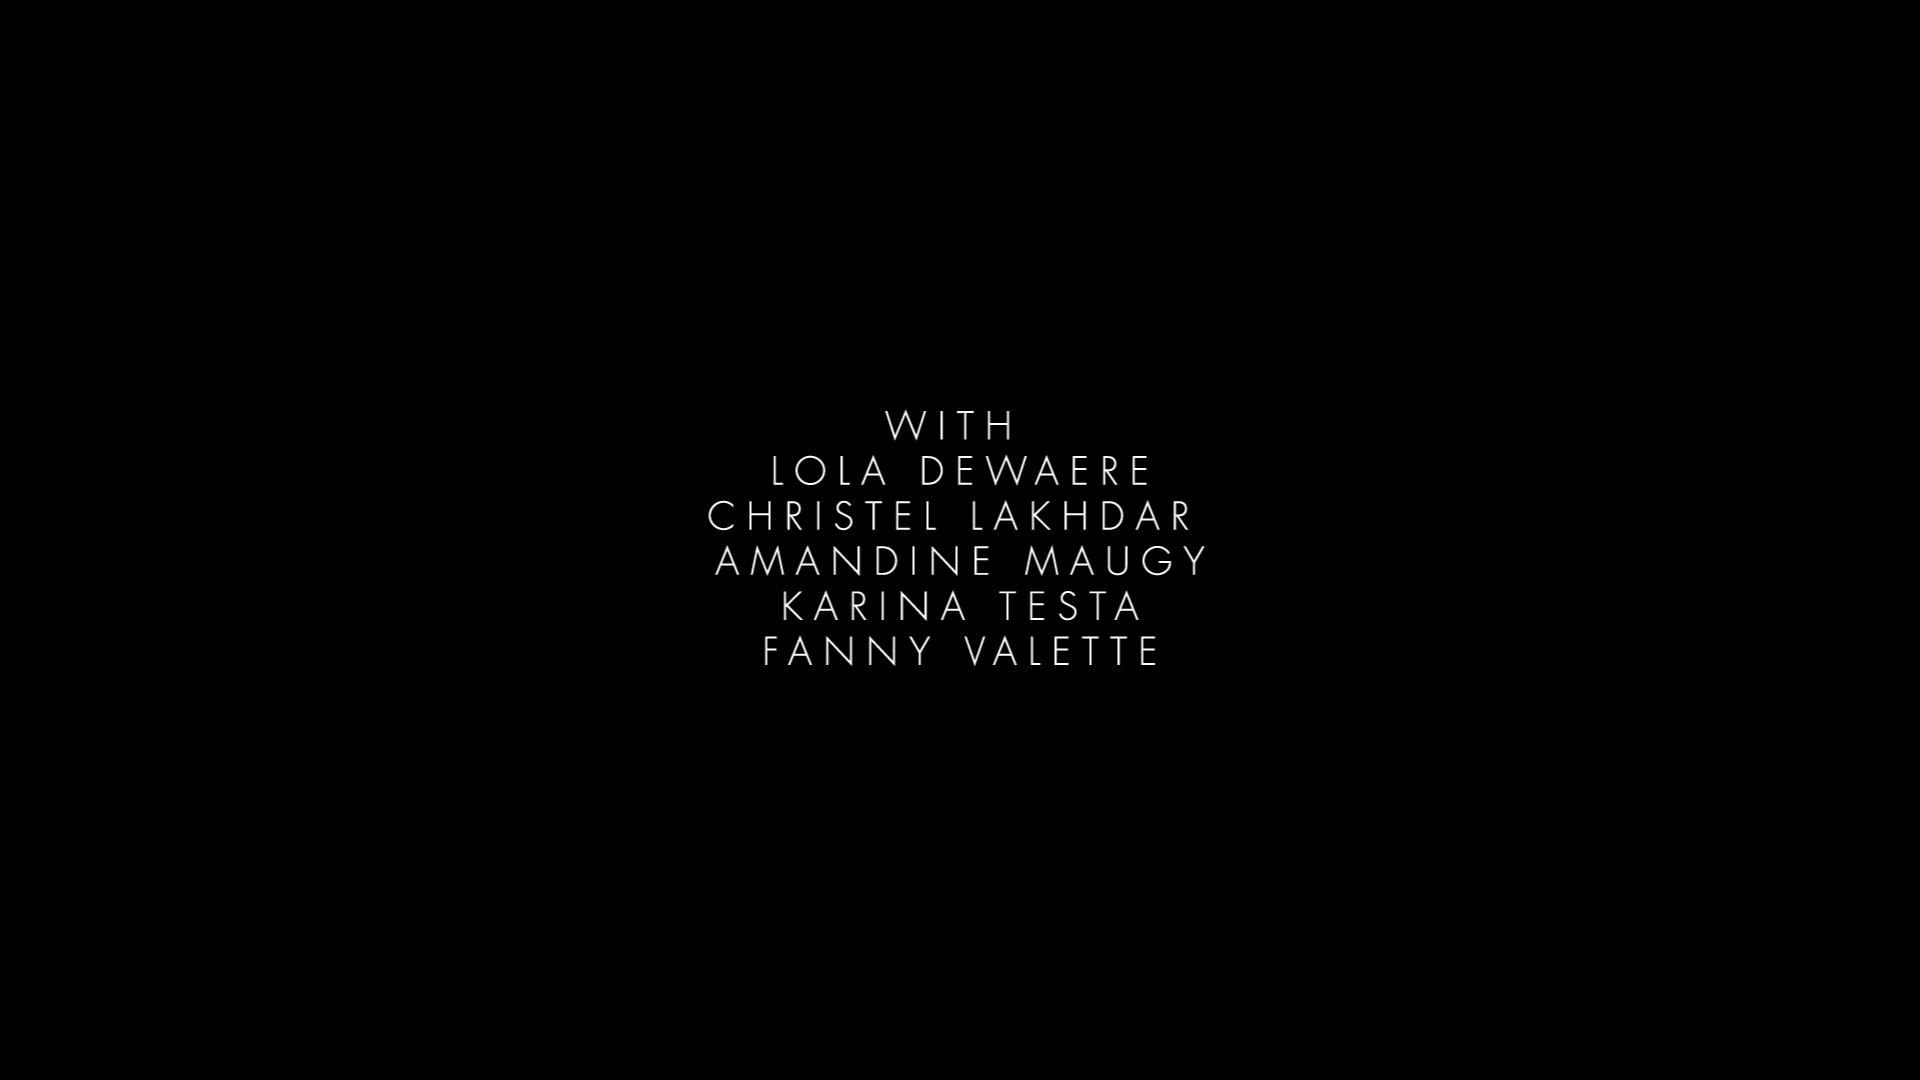 WITH
LOLA DEWAERE
CHRISTEL LAKHDAR
AMANDINE MAUGY
KARINA TESTA
FANNY VALETTE